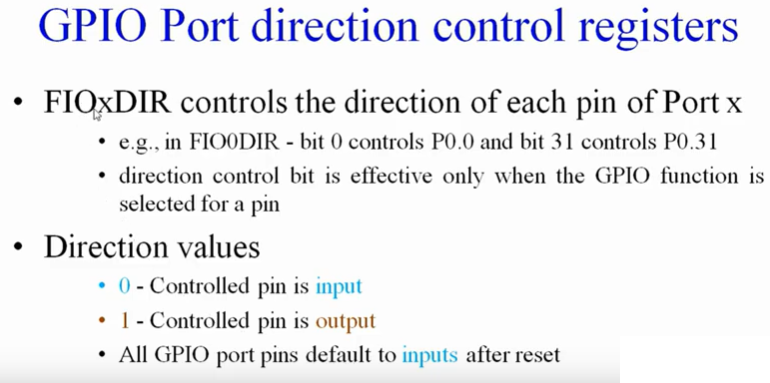 GPIO Port direction control registers
• FIOxDIR controls the direction of each pin of Port x
• e.g., in FIO0DIR - bit 0 controls P0.0 and bit 31 controls P0.31
• direction control bit is effective only when the GPIO function is
selected for a pin
• Direction values
• 0 - Controlled pin is input
• 1 - Controlled pin is output
• All GPIO port pins default to inputs after reset